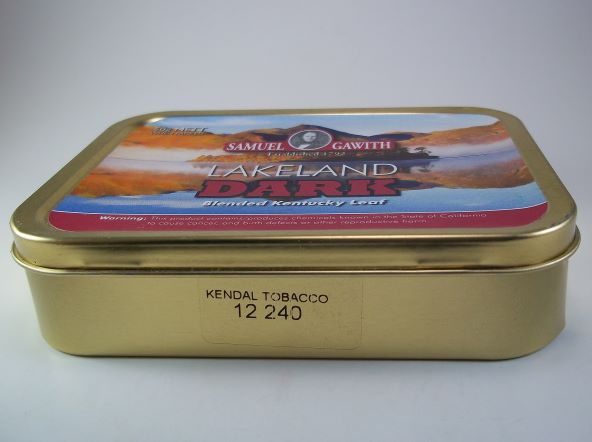 SAMUEL GAWITH
Established 1792
LAKELAND
DARK
Blended Kentucky Leaf
Warning: This product contains/produces chemicals known in the State of California
to cause cancer, and birth defects or other reproductive harm.
KENDAL TOBACCO
12 240